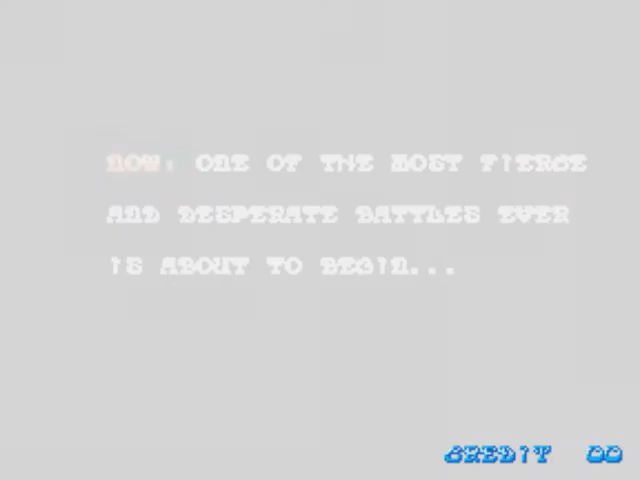 NOW, ONE OF THE MOST FIERCE
AND DESPERATE BATTLES EVER
IS ABOUT TO BEGIN...
CREDIT 00